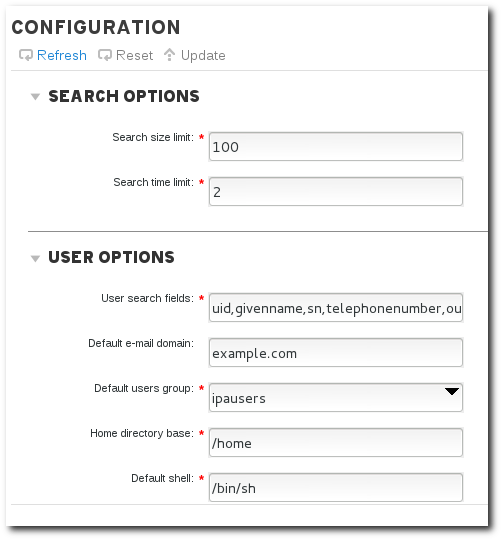 CONFIGURATION
Refresh Reset Update
SEARCH OPTIONS
Search size limit: * 100
Search time limit: * 2
USER OPTIONS
User search fields: * uid,givenname,sn,telephonenumber,ou
Default e-mail domain: example.com
Default users group: * ipausers
Home directory base: * /home
Default shell: * /bin/sh